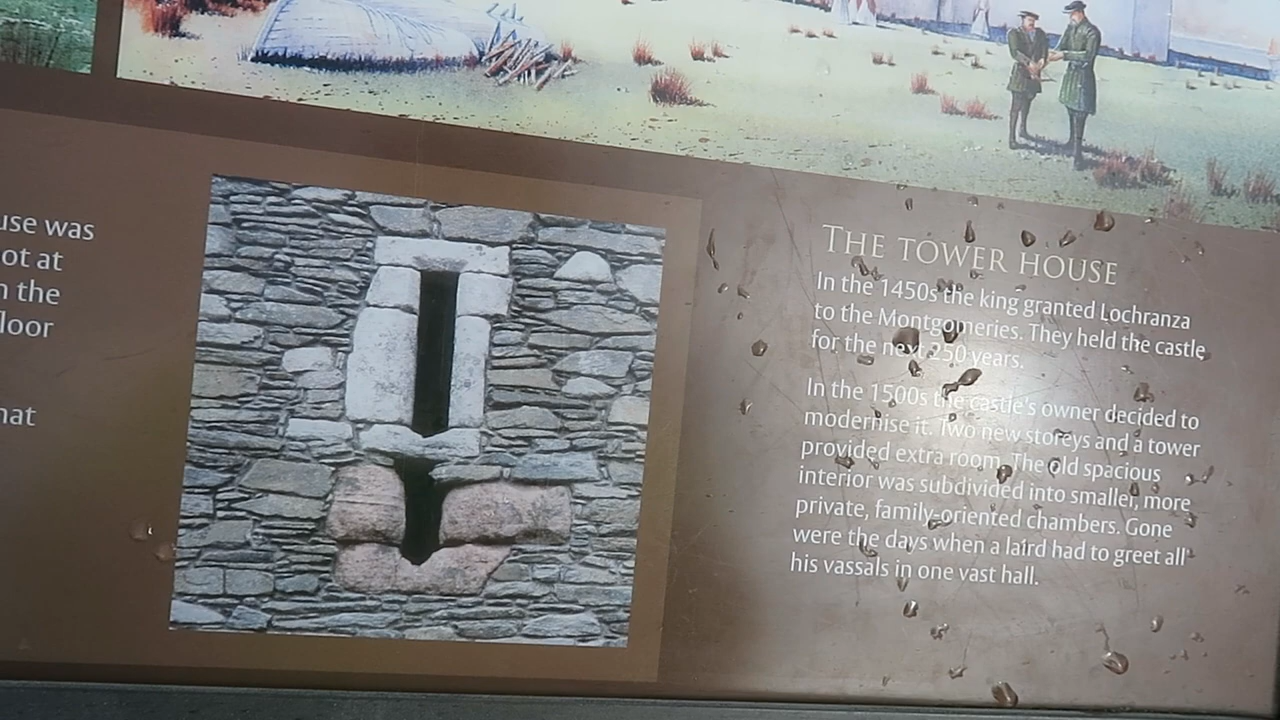 use was
ot at
n the
loor
hat
THE TOWER HOUSE
In the 1450s the king granted Lochranza
to the Montgomeries. They held the castle
for the next 250 years.
In the 1500s the castle's owner decided to
modernise it. Two new storeys and a tower
provided extra room. The old spacious
interior was subdivided into smaller, more
private, family-oriented chambers. Gone
were the days when a laird had to greet all
his vassals in one vast hall.